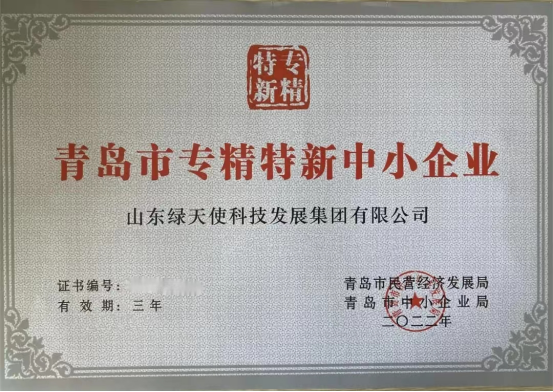 特专
新精
青岛市专精特新中小企业
山东绿天使科技发展集团有限公司
证书编号:
有效期:三年
青岛市民营经济发展局
青岛市中小企业局
二〇二二年